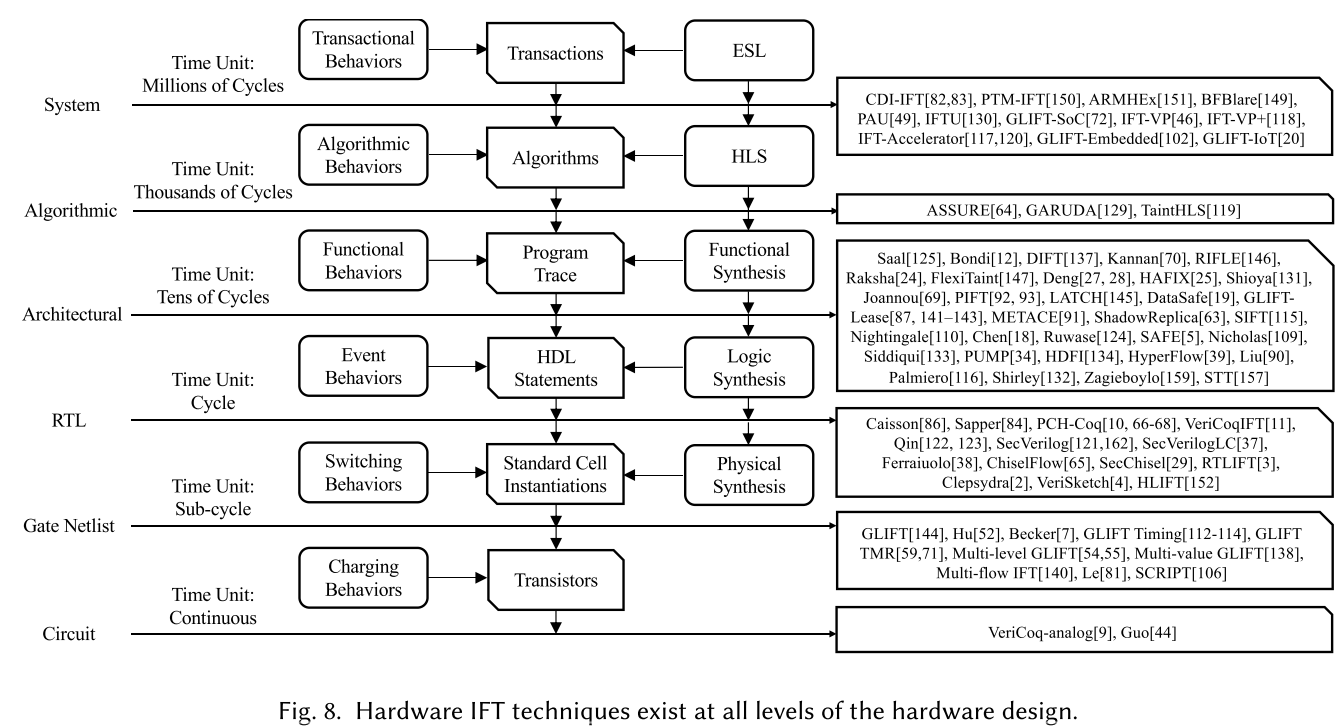 Transactional
Behaviors
Transactions
ESL
Time Unit:
Millions of Cycles
System
CDI-IFT[82,83], PTM-IFT[150], ARMHEx[151], BFBlare[149],
PAU[49], IFTU[130], GLIFT-SoC[72], IFT-VP[46], IFT-VP+[118],
IFT-Accelerator[117,120], GLIFT-Embedded[102], GLIFT-IoT[20]
Algorithmic
Behaviors
Algorithms
HLS
Time Unit:
Thousands of Cycles
Algorithmic
ASSURE[64], GARUDA[129], TaintHLS[119]
Functional
Behaviors
Program
Trace
Functional
Synthesis
Time Unit:
Tens of Cycles
Architectural
Saal[125], Bondi[12], DIFT[137], Kannan[70], RIFLE[146],
Raksha[24], FlexiTaint[147], Deng[27, 28], HAFIX[25], Shioya[131],
Joannou[69], PIFT[92, 93], LATCH[145], DataSafe[19], GLIFT-
Lease[87, 141–143], METACE[91], ShadowReplica[63], SIFT[115],
Nightingale[110], Chen[18], Ruwase[124], SAFE[5], Nicholas[109],
Siddiqui[133], PUMP[34], HDFI[134], HyperFlow[39], Liu[90],
Palmiero[116], Shirley[132], Zagieboylo[159], STT[157]
Event
Behaviors
HDL
Statements
Logic
Synthesis
Time Unit:
Cycle
RTL
Caisson[86], Sapper[84], PCH-Coq[10, 66-68], VeriCoqIFT[11],
Qin[122, 123], SecVerilog[121,162], SecVerilogLC[37],
Ferraiuolo[38], ChiselFlow[65], SecChisel[29], RTLIFT[3],
Clepsydra[2], VeriSketch[4], HLIFT[152]
Switching
Behaviors
Standard Cell
Instantiations
Physical
Synthesis
Time Unit:
Sub-cycle
Gate Netlist
GLIFT[144], Hu[52], Becker[7], GLIFT Timing[112-114], GLIFT
TMR[59,71], Multi-level GLIFT[54,55], Multi-value GLIFT[138],
Multi-flow IFT[140], Le[81], SCRIPT[106]
Charging
Behaviors
Transistors
Time Unit:
Continuous
Circuit
VeriCoq-analog[9], Guo[44]
Fig. 8. Hardware IFT techniques exist at all levels of the hardware design.